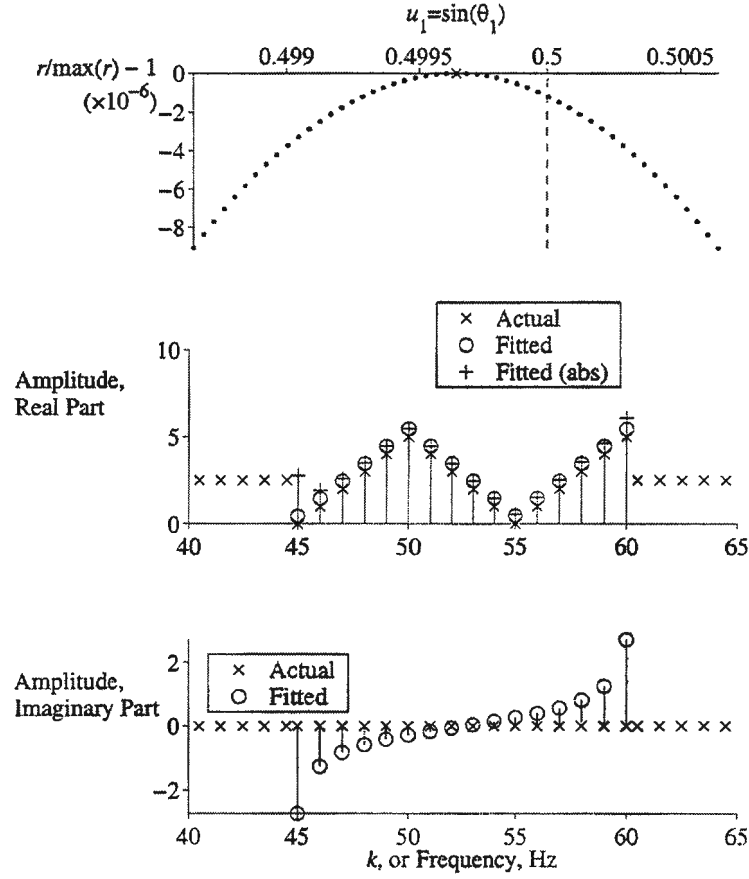 u₁=sin(θ₁)
r/max(r) − 1
(×10⁻⁶)
0.499 0.4995 0.5 0.5005
0
−2
−4
−6
−8
Actual
Fitted
Fitted (abs)
Amplitude,
Real Part
10
5
0
40 45 50 55 60 65
Actual
Fitted
Amplitude,
Imaginary Part
2
0
−2
40 45 50 55 60 65
k, or Frequency, Hz